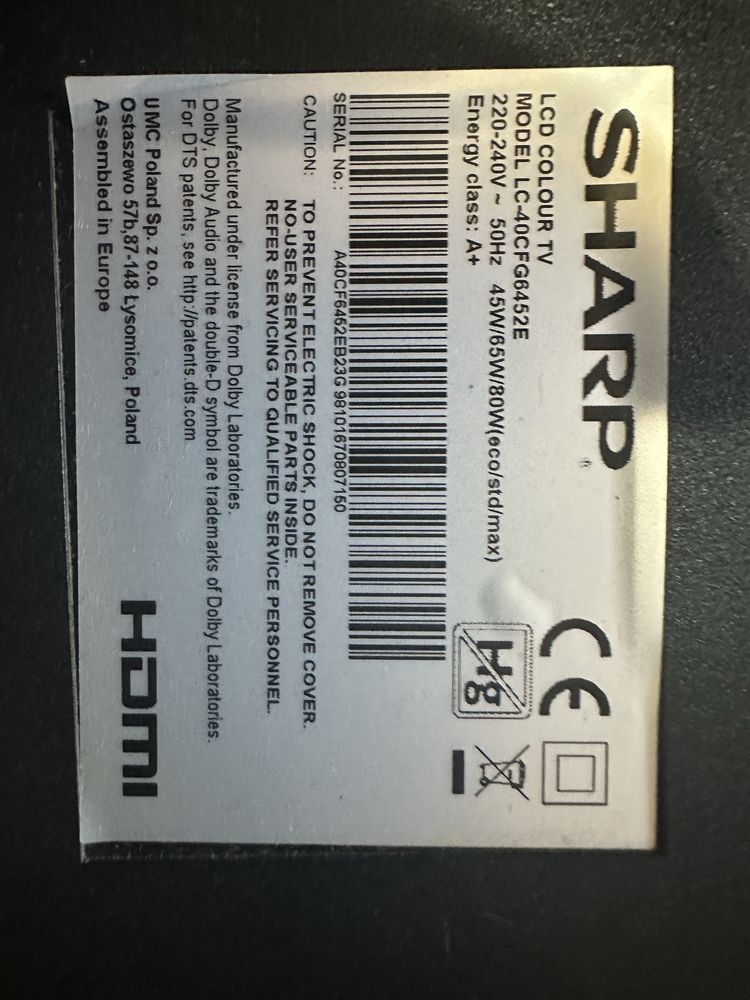 SHARP
LCD COLOUR TV
MODEL LC-40CFG6452E
220-240V ~ 50Hz 45W/65W/80W(eco/std/max)
Energy class: A+
CE
Hg
SERIAL No.: A40CF6452EB23G 98101670807150
CAUTION: TO PREVENT ELECTRIC SHOCK, DO NOT REMOVE COVER.
NO-USER SERVICEABLE PARTS INSIDE.
REFER SERVICING TO QUALIFIED SERVICE PERSONNEL.
Manufactured under license from Dolby Laboratories.
Dolby, Dolby Audio and the double-D symbol are trademarks of Dolby Laboratories.
For DTS patents, see http://patents.dts.com
UMC Poland Sp. z o.o.
Ostaszewo 57b,87-148 Łysomice, Poland
Assembled in Europe
HDMI